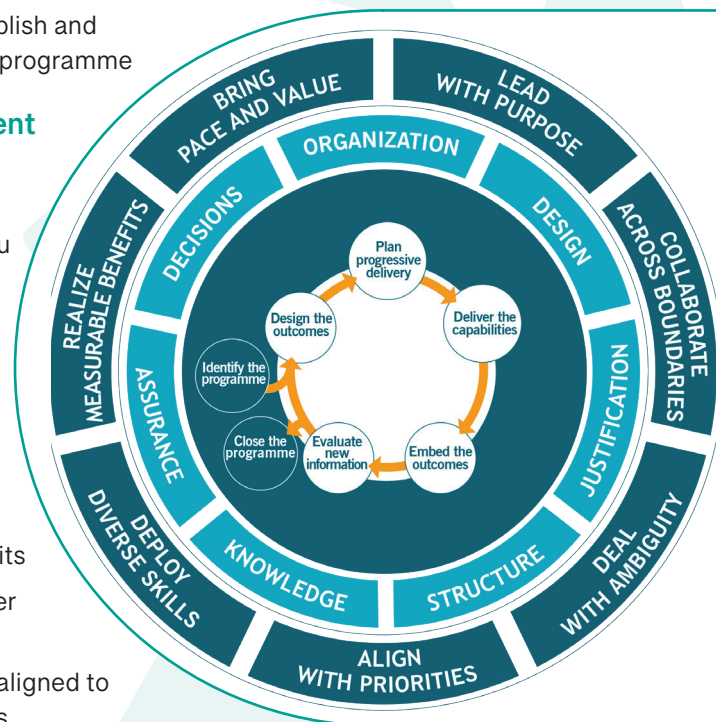 plish and
programme
ent
u
its
er
aligned to
s
BRING
PACE AND VALUE
LEAD
WITH PURPOSE
COLLABORATE
ACROSS BOUNDARIES
DEAL
WITH AMBIGUITY
ALIGN
WITH PRIORITIES
DEPLOY
DIVERSE SKILLS
REALIZE
MEASURABLE BENEFITS
ORGANIZATION
DESIGN
JUSTIFICATION
STRUCTURE
KNOWLEDGE
ASSURANCE
DECISIONS
Plan
progressive
delivery
Deliver the
capabilities
Embed the
outcomes
Evaluate
new
information
Close the
programme
Identify the
programme
Design the
outcomes